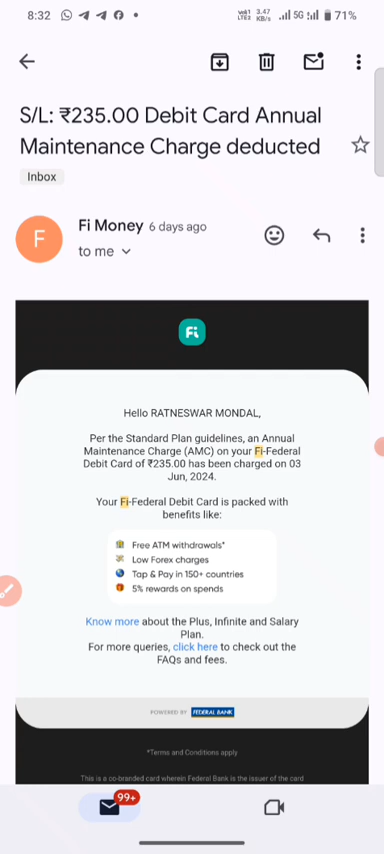 8:32
VoW1 LTE2 3.47 KB/s 5G 71%
S/L: ₹235.00 Debit Card Annual
Maintenance Charge deducted
Inbox
F
Fi Money 6 days ago
to me
Fi
Hello RATNESWAR MONDAL,
Per the Standard Plan guidelines, an Annual
Maintenance Charge (AMC) on your Fi-Federal
Debit Card of ₹235.00 has been charged on 03
Jun, 2024.
Your Fi-Federal Debit Card is packed with
benefits like:
Free ATM withdrawals*
Low Forex charges
Tap & Pay in 150+ countries
5% rewards on spends
Know more about the Plus, Infinite and Salary
Plan.
For more queries, click here to check out the
FAQs and fees.
POWERED BY FEDERAL BANK
*Terms and Conditions apply
This is a co-branded card wherein Federal Bank is the issuer of the card
99+